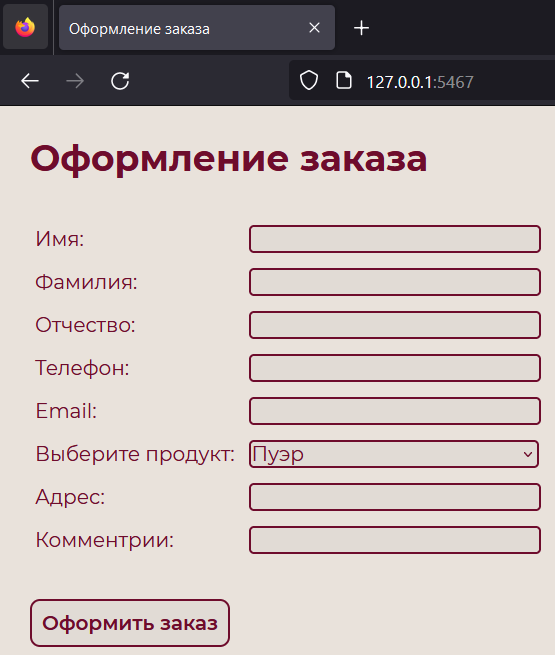 Оформление заказа
127.0.0.1:5467
Оформление заказа
Имя:
Фамилия:
Отчество:
Телефон:
Email:
Выберите продукт: Пуэр
Адрес:
Комментрии:
Оформить заказ